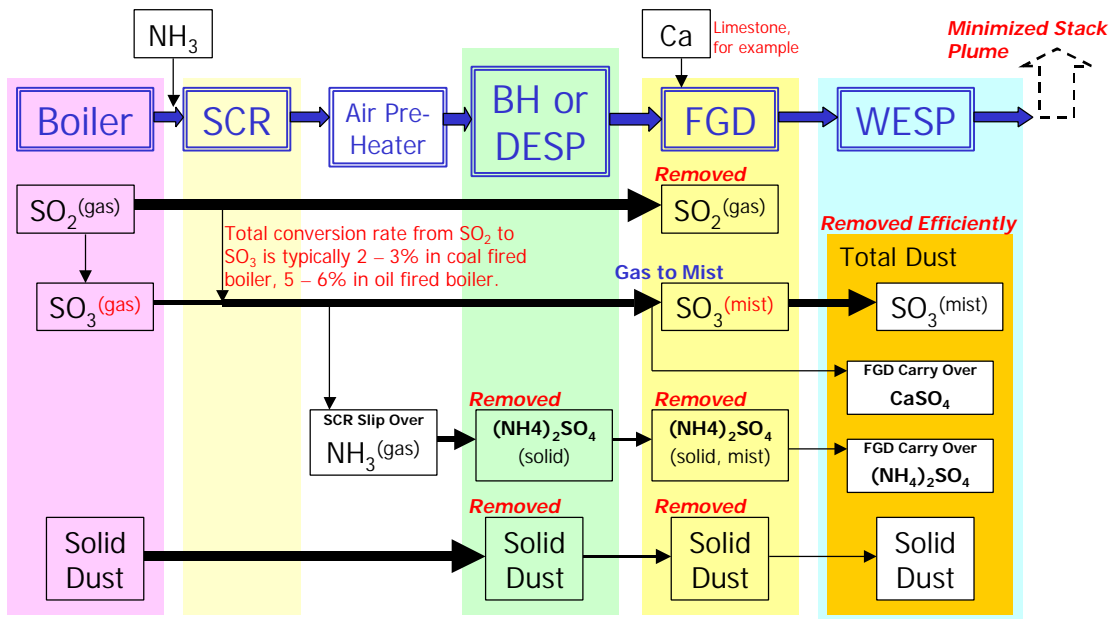 NH₃
Ca
Limestone,
for example
Minimized Stack
Plume
Boiler
SCR
Air Pre-
Heater
BH or
DESP
FGD
WESP
SO₂(gas)
Removed
SO₂(gas)
Total conversion rate from SO₂ to
SO₃ is typically 2 – 3% in coal fired
boiler, 5 – 6% in oil fired boiler.
Removed Efficiently
Total Dust
SO₃(gas)
Gas to Mist
SO₃(mist)
SO₃(mist)
FGD Carry Over
CaSO₄
SCR Slip Over
NH₃(gas)
Removed
(NH4)₂SO₄
(solid)
Removed
(NH4)₂SO₄
(solid, mist)
FGD Carry Over
(NH₄)₂SO₄
Solid
Dust
Removed
Solid
Dust
Removed
Solid
Dust
Solid
Dust